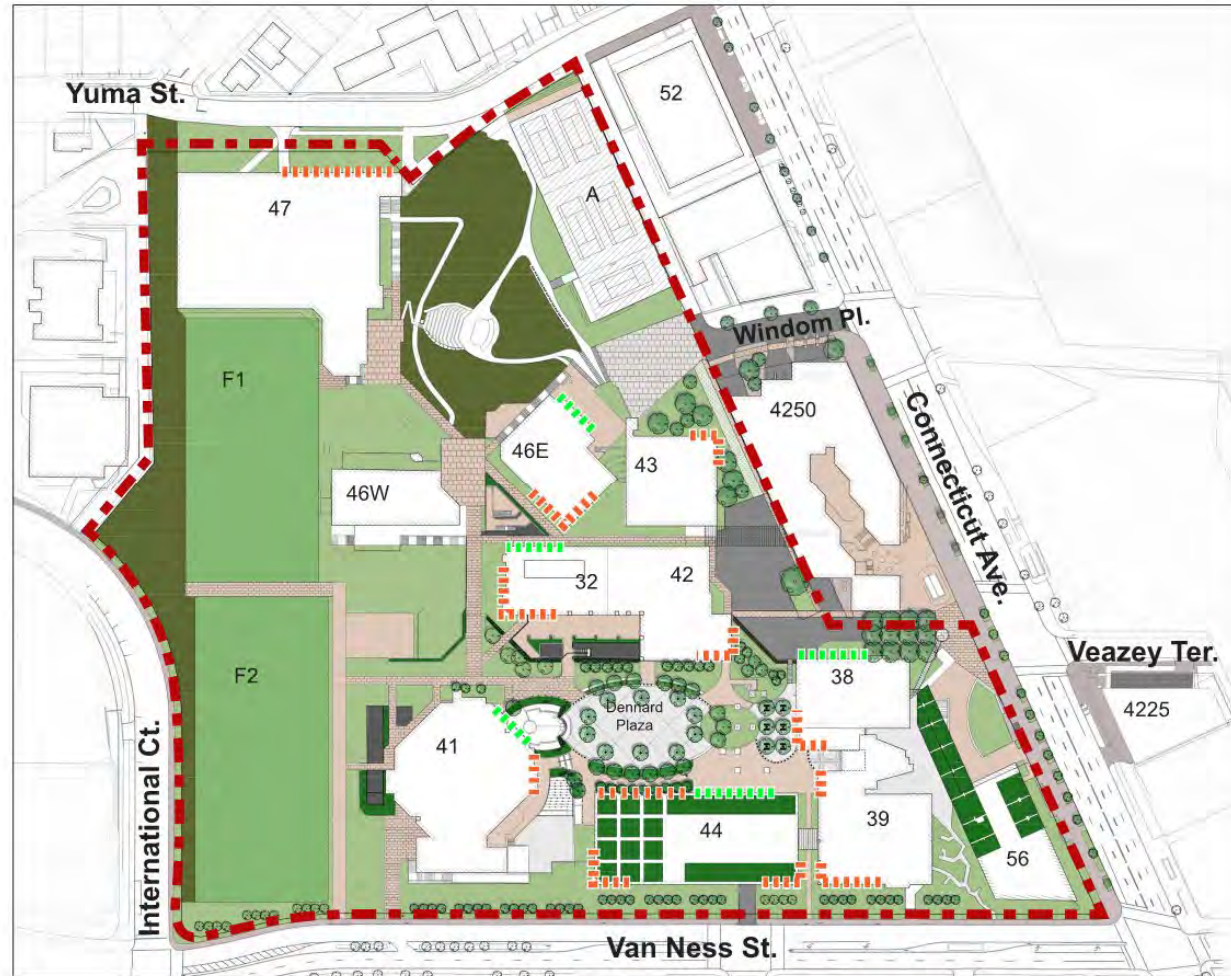 Yuma St.
52
47
A
Windom Pl.
F1
4250
Connecticut Ave.
46E
43
46W
32
42
F2
Veazey Ter.
38
4225
Dennard
Plaza
41
International Ct.
44
39
56
Van Ness St.